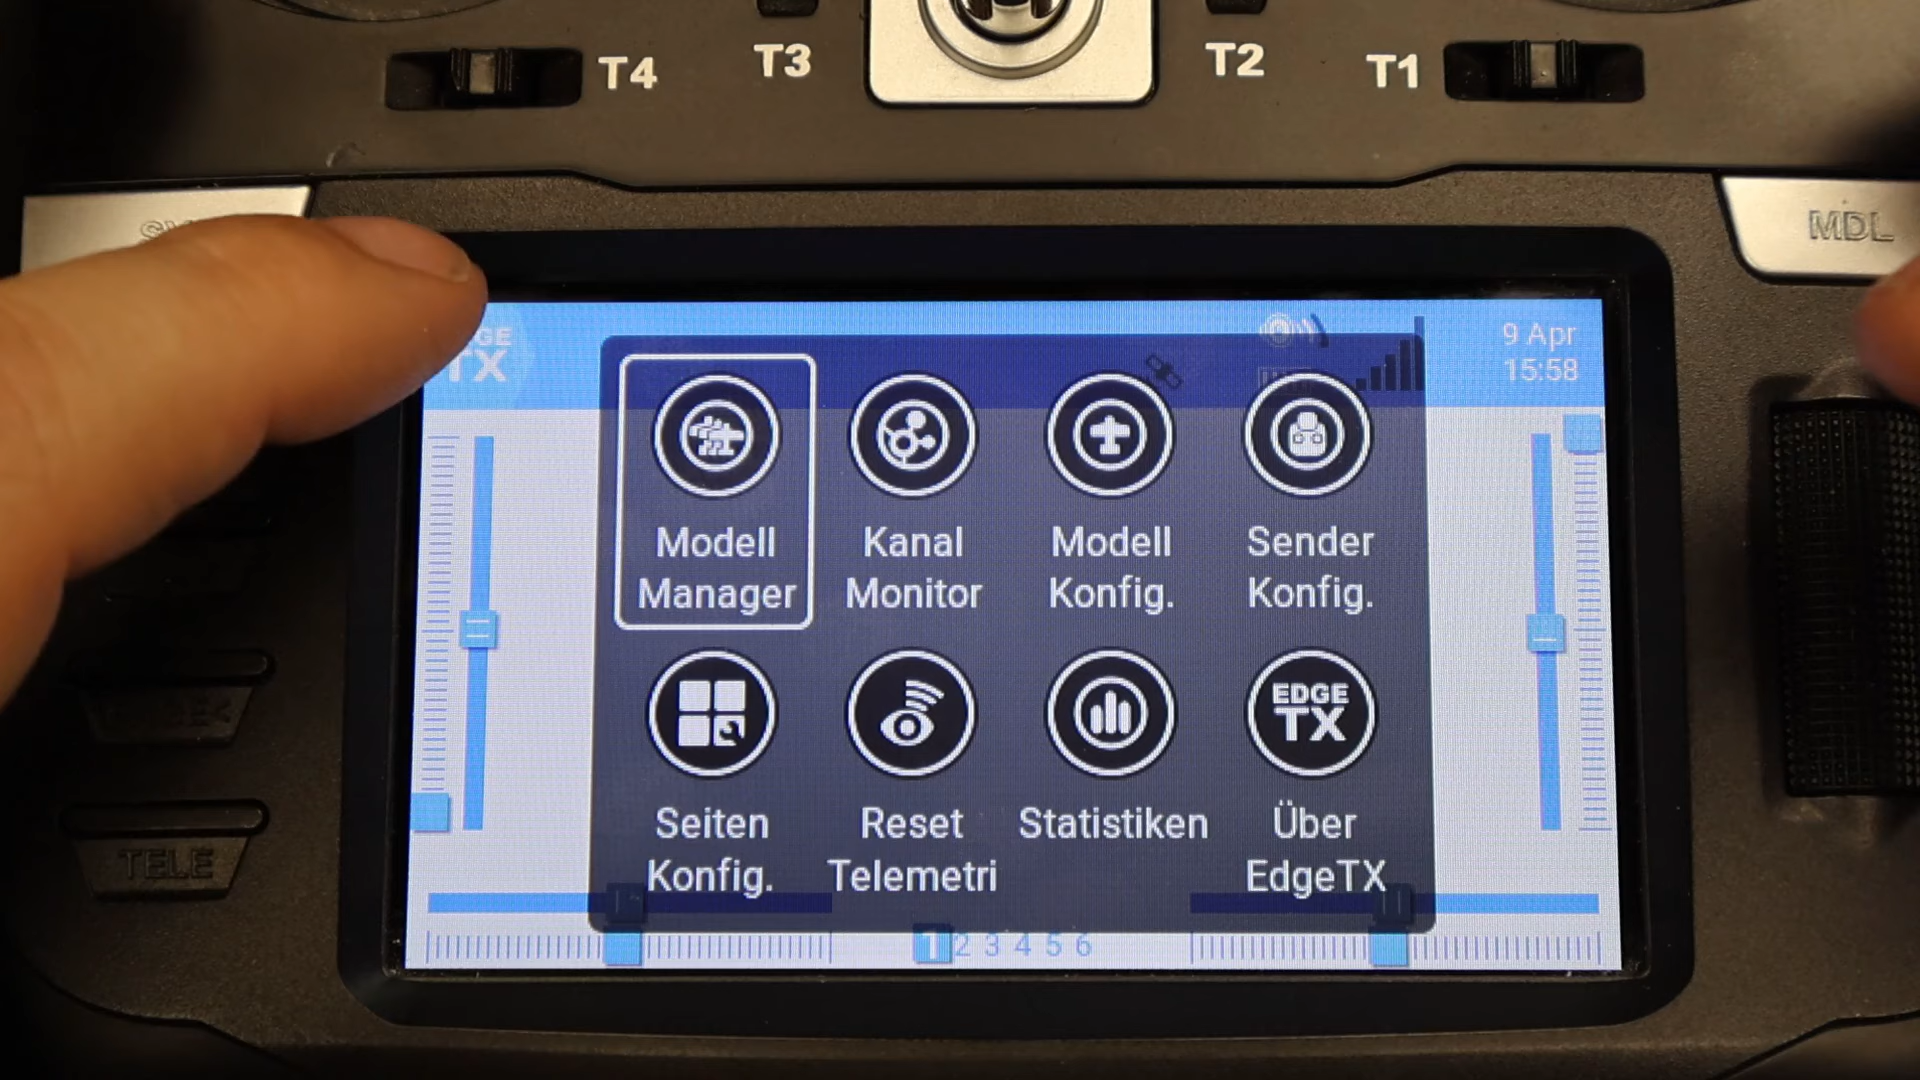 T4
T3
T2
T1
MDL
TX
9 Apr
15:58
Modell
Manager
Kanal
Monitor
Modell
Konfig.
Sender
Konfig.
EDGE
TX
Seiten
Konfig.
Reset
Telemetri
Statistiken
Über
EdgeTX
TELE
1 2 3 4 5 6